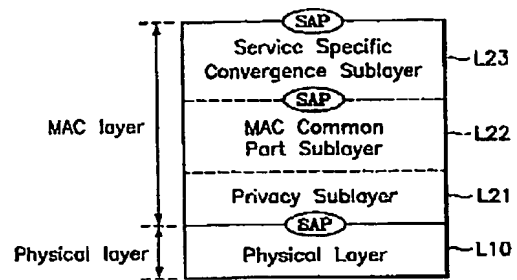 SAP
Service Specific
Convergence Sublayer
L23
SAP
MAC layer
MAC Common
Part Sublayer
L22
Privacy Sublayer
L21
SAP
Physical layer
Physical Layer
L10